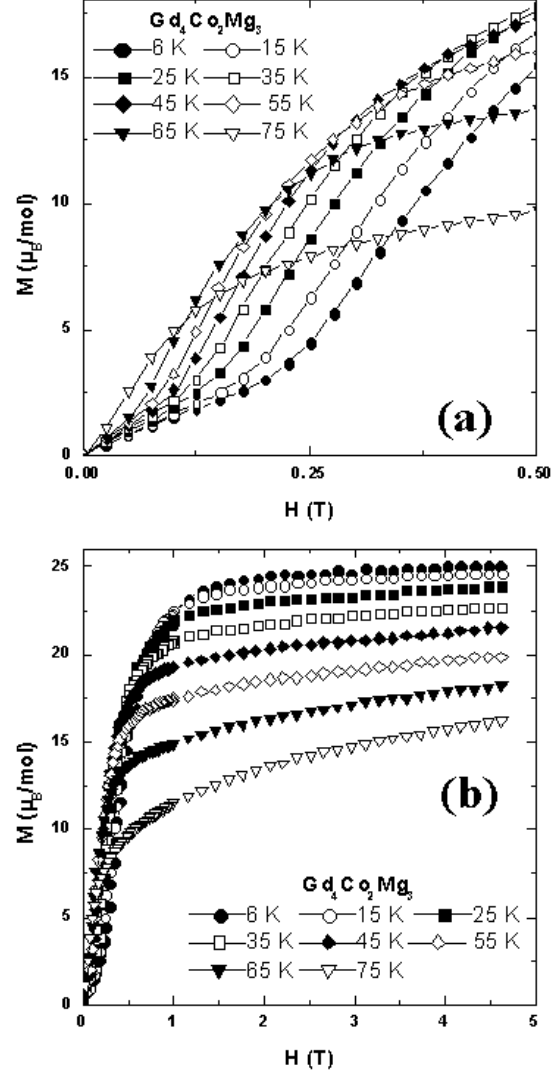 Gd₄Co₂Mg₃
6 K 15 K
25 K 35 K
45 K 55 K
65 K 75 K
15
10
5
0
M (μ_B/mol)
(a)
0.00 0.25 0.50
H (T)
25
20
15
10
5
0
M (μ_B/mol)
(b)
Gd₄Co₂Mg₃
6 K 15 K 25 K
35 K 45 K 55 K
65 K 75 K
0 1 2 3 4 5
H (T)